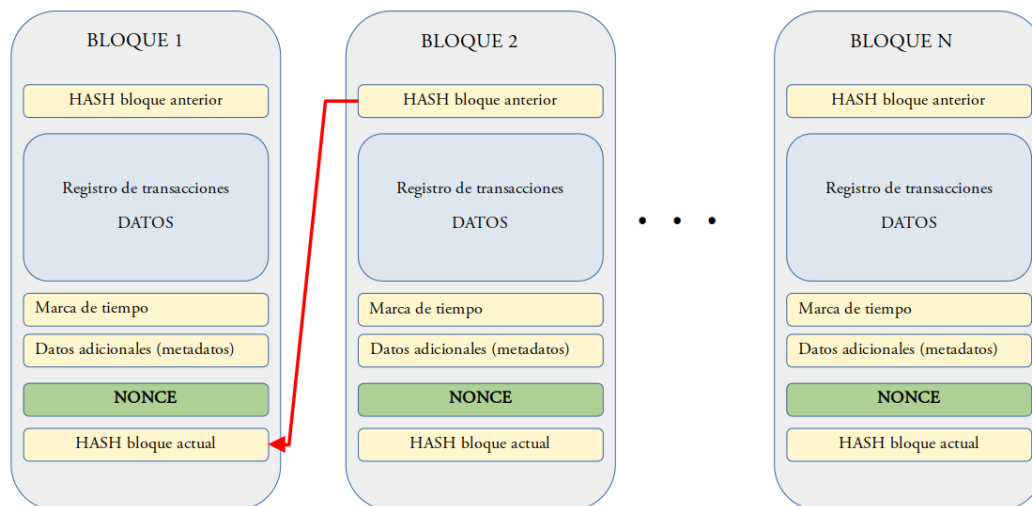 BLOQUE 1
HASH bloque anterior
Registro de transacciones
DATOS
Marca de tiempo
Datos adicionales (metadatos)
NONCE
HASH bloque actual
BLOQUE 2
HASH bloque anterior
Registro de transacciones
DATOS
Marca de tiempo
Datos adicionales (metadatos)
NONCE
HASH bloque actual
. . .
BLOQUE N
HASH bloque anterior
Registro de transacciones
DATOS
Marca de tiempo
Datos adicionales (metadatos)
NONCE
HASH bloque actual